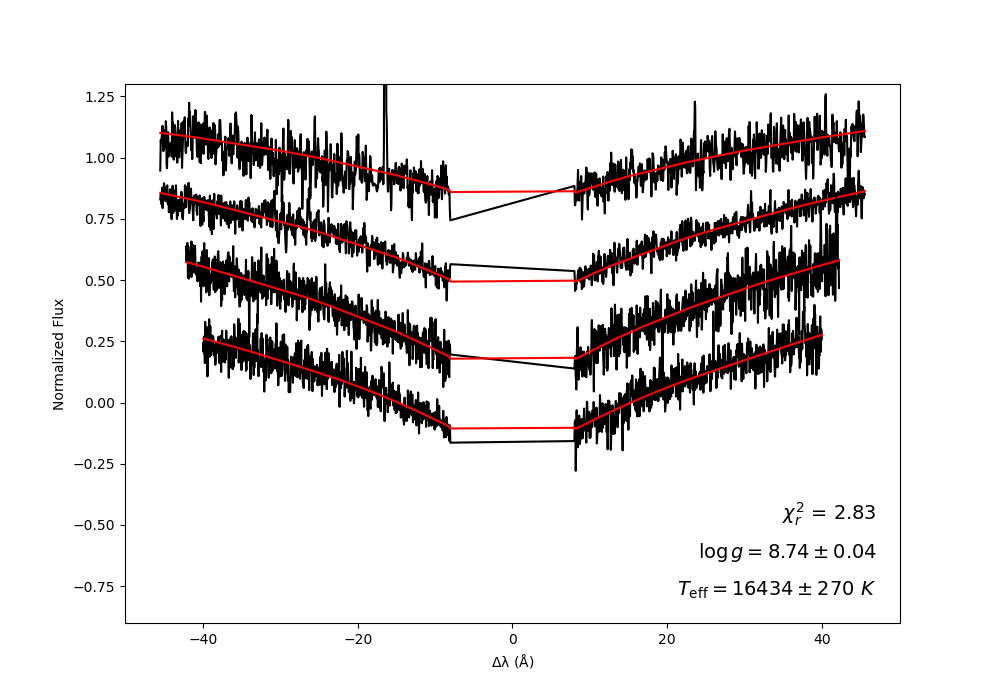 Normalized Flux
1.25
1.00
0.75
0.50
0.25
0.00
−0.25
−0.50
−0.75
χ²ᵣ = 2.83
log g = 8.74 ± 0.04
T_eff = 16434 ± 270 K
−40
−20
0
20
40
Δλ (Å)